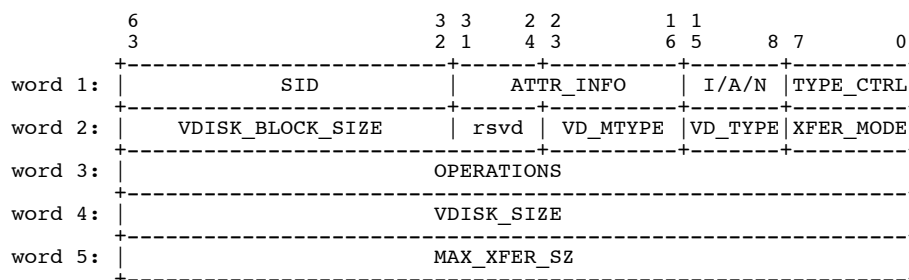 6 3 3 2 2 1 1
3 2 1 4 3 6 5 8 7 0
word 1: | SID | ATTR_INFO | I/A/N |TYPE_CTRL
word 2: | VDISK_BLOCK_SIZE | rsvd | VD_MTYPE |VD_TYPE|XFER_MODE
word 3: | OPERATIONS
word 4: | VDISK_SIZE
word 5: | MAX_XFER_SZ